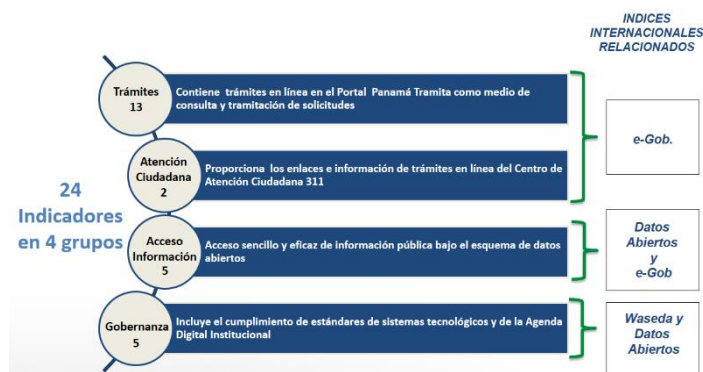 INDICES
INTERNACIONALES
RELACIONADOS
24
Indicadores
en 4 grupos
Trámites
13
Contiene trámites en línea en el Portal Panamá Tramita como medio de
consulta y tramitación de solicitudes
e-Gob.
Atención
Ciudadana
2
Proporciona los enlaces e información de trámites en línea del Centro de
Atención Ciudadana 311
Acceso
Información
5
Acceso sencillo y eficaz de información pública bajo el esquema de datos
abiertos
Datos
Abiertos
y
e-Gob
Gobernanza
5
Incluye el cumplimiento de estándares de sistemas tecnológicos y de la Agenda
Digital Institucional
Waseda y
Datos
Abiertos